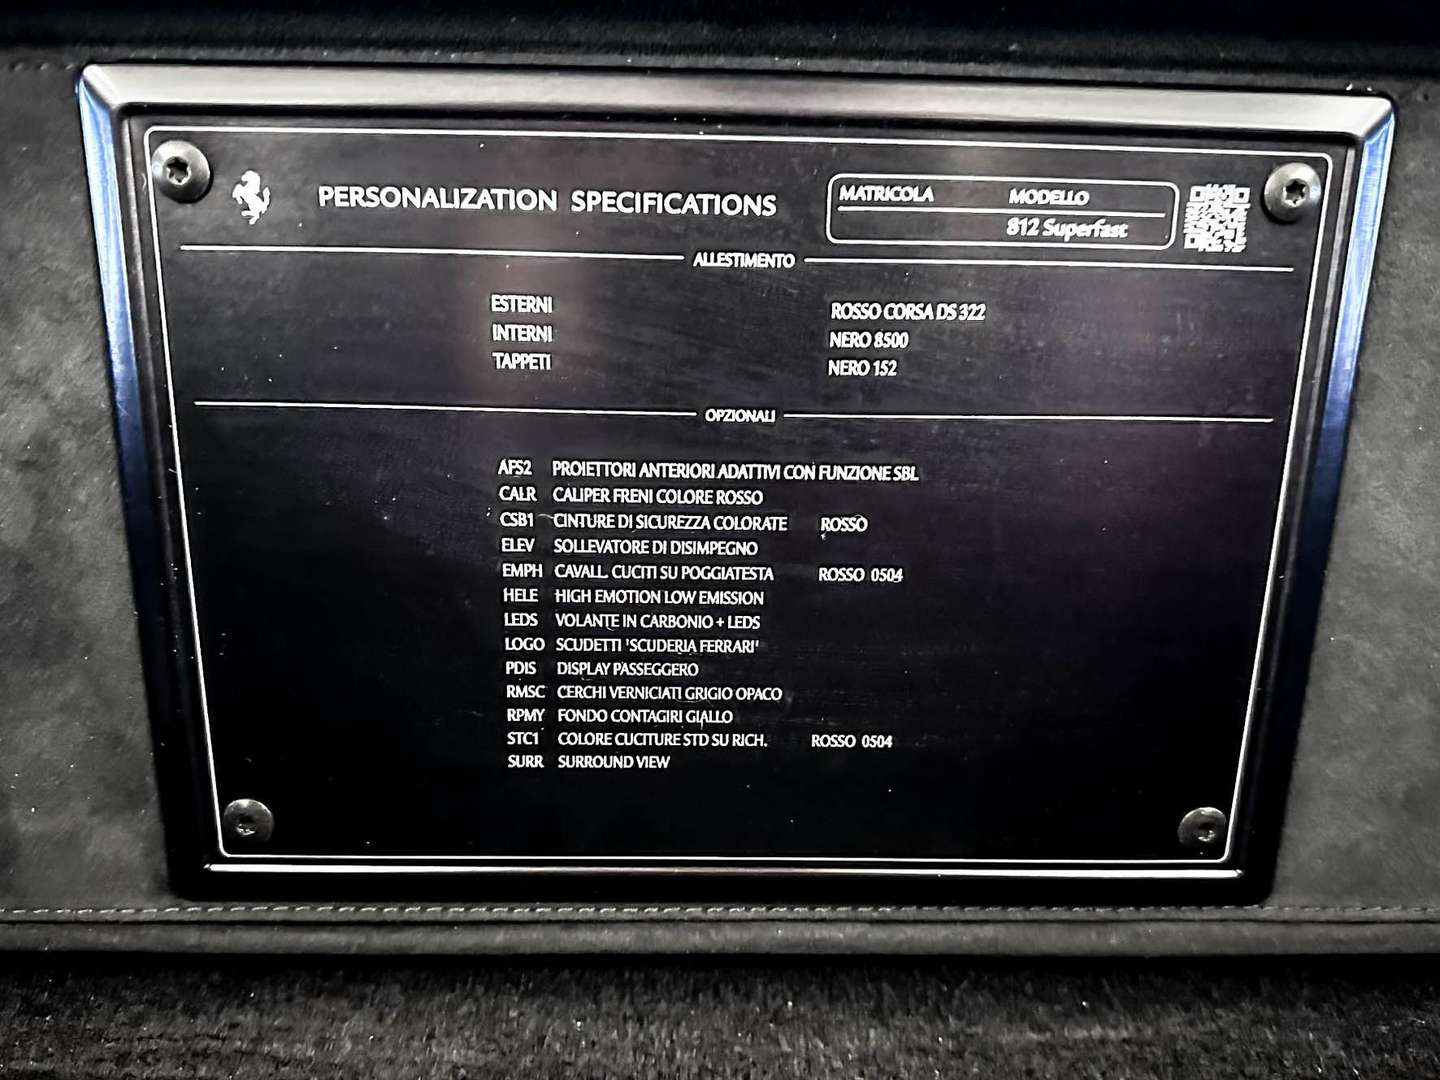 PERSONALIZATION SPECIFICATIONS
MATRICOLA MODELLO
812 Superfast
ALLESTIMENTO
ESTERNI ROSSO CORSA DS 322
INTERNI NERO 8500
TAPPETI NERO 152
OPZIONALI
AFS2 PROIETTORI ANTERIORI ADATTIVI CON FUNZIONE SBL
CALR CALIPER FRENI COLORE ROSSO
CSB1 CINTURE DI SICUREZZA COLORATE ROSSO
ELEV SOLLEVATORE DI DISIMPEGNO
EMPH CAVALL. CUCITI SU POGGIATESTA ROSSO 0504
HELE HIGH EMOTION LOW EMISSION
LEDS VOLANTE IN CARBONIO + LEDS
LOGO SCUDETTI 'SCUDERIA FERRARI'
PDIS DISPLAY PASSEGGERO
RMSC CERCHI VERNICIATI GRIGIO OPACO
RPMY FONDO CONTAGIRI GIALLO
STC1 COLORE CUCITURE STD SU RICH. ROSSO 0504
SURR SURROUND VIEW